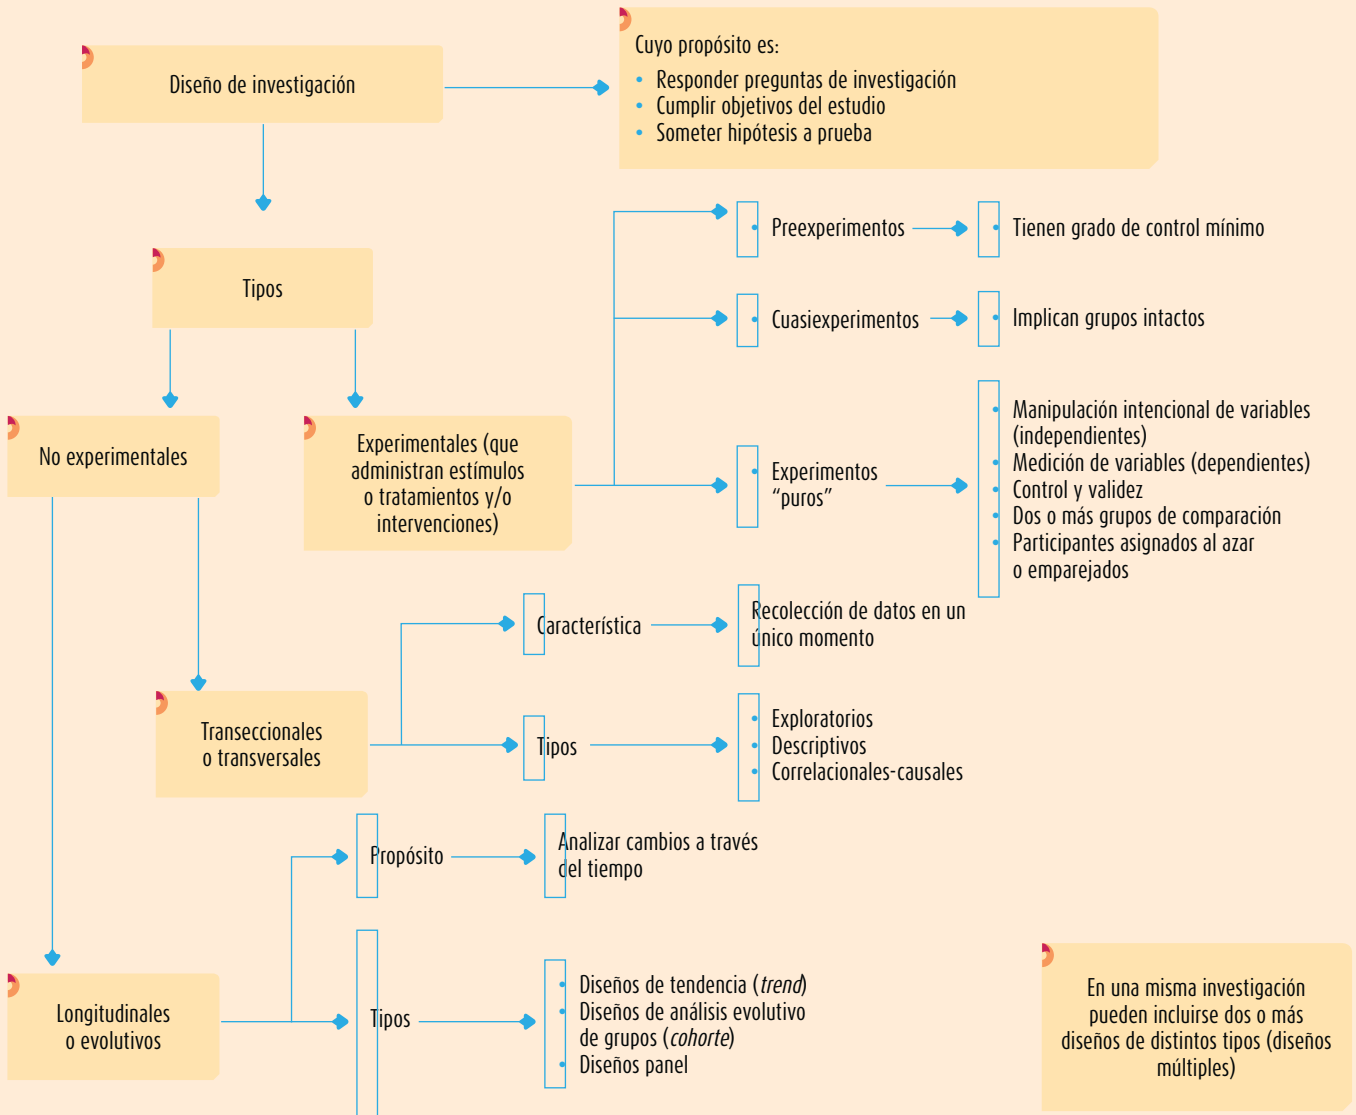 Diseño de investigación
Cuyo propósito es:
• Responder preguntas de investigación
• Cumplir objetivos del estudio
• Someter hipótesis a prueba
Tipos
• Preexperimentos
• Tienen grado de control mínimo
• Cuasiexperimentos
• Implican grupos intactos
No experimentales
Experimentales (que
administran estímulos
o tratamientos y/o
intervenciones)
• Experimentos
“puros”
• Manipulación intencional de variables
(independientes)
• Medición de variables (dependientes)
• Control y validez
• Dos o más grupos de comparación
• Participantes asignados al azar
o emparejados
Transeccionales
o transversales
Característica
Recolección de datos en un
único momento
Tipos
• Exploratorios
• Descriptivos
• Correlacionales-causales
Longitudinales
o evolutivos
Propósito
Analizar cambios a través
del tiempo
Tipos
• Diseños de tendencia (trend)
• Diseños de análisis evolutivo
de grupos (cohorte)
• Diseños panel
En una misma investigación
pueden incluirse dos o más
diseños de distintos tipos (diseños
múltiples)